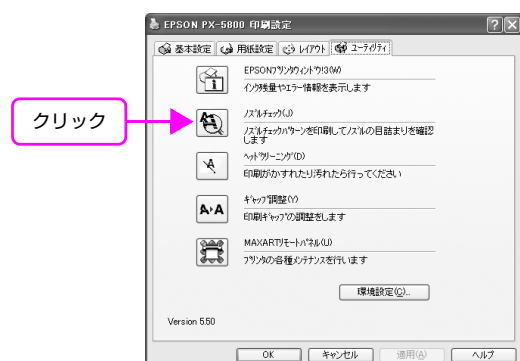 EPSON PX-5800 印刷設定
基本設定 用紙設定 レイアウト ユーティリティ
EPSONプリンタウィンドウ!3(W)
インク残量やエラー情報を表示します
クリック
ノズルチェック(J)
ノズルチェックパターンを印刷してノズルの目詰まりを確認
します
ヘッドクリーニング(D)
印刷がかすれたり汚れたら行ってください
ギャップ調整(Y)
印刷ギャップの調整をします
MAXARTリモートパネル(U)
プリンタの各種メンテナンスを行います
環境設定(C)...
Version 5.50
OK キャンセル 適用(A) ヘルプ